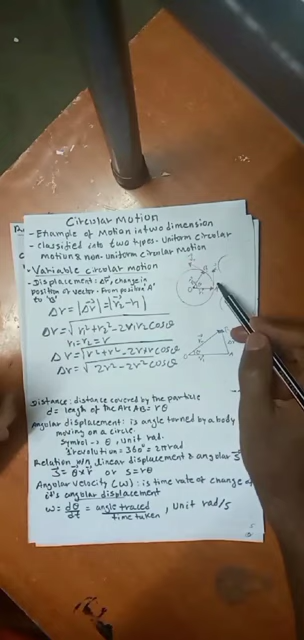 Circular Motion
- Example of Motion in two dimension
- Classified into two types. Uniform circular
motion & non-uniform circular motion
- Variable circular motion
- Displacement: Δr, change in
position of vector. From position 'A'
to 'B'
Δr = |Δr| = |r2 - r1|
Δr = √r1² + r2² - 2r1r2 cosθ
r1 = r2 = r
Δr = √r² + r² - 2rr cosθ
Δr = √2r² - 2r² cosθ
Distance: distance covered by the particle
d = length of the Arc AB = rθ
Angular displacement: is angle turned by a body
moving on a circle.
Symbol → θ, unit rad.
1 revolution = 360° = 2π rad
Relation b/n linear displacement & angular
S = θ×r or s = rθ
Angular velocity (w): is time rate of change of
it's angular displacement
w = dθ/dt = angle traced/time taken, Unit rad/s